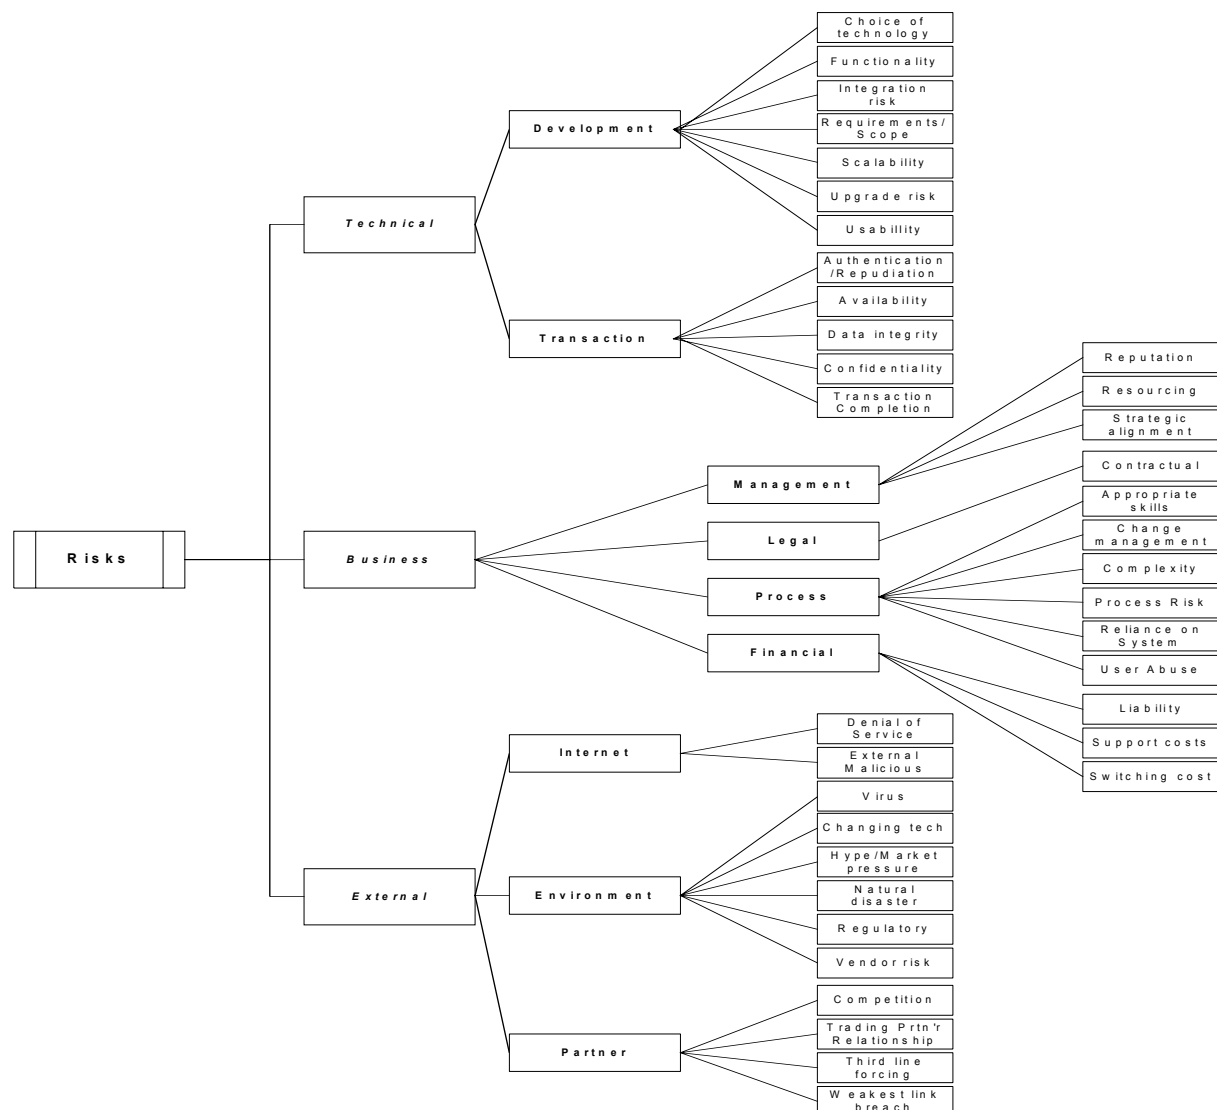 Risks
Technical
Development
Choice of
technology
Functionality
Integration
risk
Requirements/
Scope
Scalability
Upgrade risk
Usabillity
Transaction
Authentication
/Repudiation
Availability
Data integrity
Confidentiality
Transaction
Completion
Business
Management
Reputation
Resourcing
Strategic
alignment
Legal
Contractual
Process
Appropriate
skills
Change
management
Complexity
Process Risk
Reliance on
System
User Abuse
Financial
Liability
Support costs
Switching cost
External
Internet
Denial of
Service
External
Malicious
Environment
Virus
Changing tech
Hype/Market
pressure
Natural
disaster
Regulatory
Vendor risk
Partner
Competition
Trading Prtn'r
Relationship
Third line
forcing
Weakest link
breach